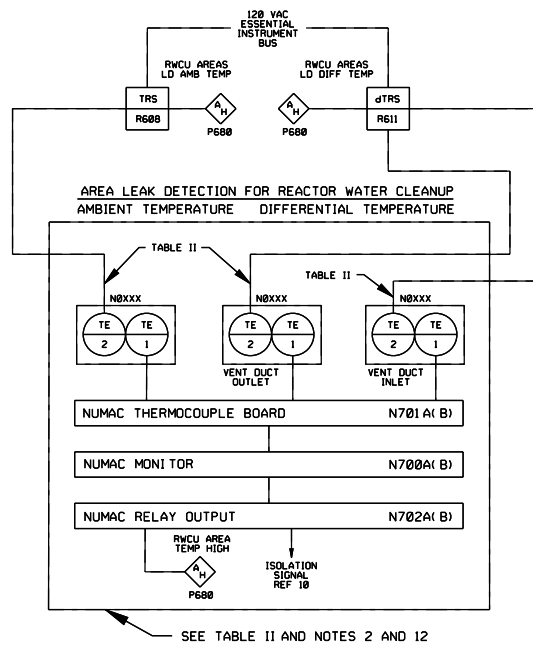 120 VAC
ESSENTIAL
INSTRUMENT
BUS
RWCU AREAS
LD AMB TEMP
RWCU AREAS
LD DIFF TEMP
TRS
R608
A
H
P680
A
H
P680
dTRS
R611
AREA LEAK DETECTION FOR REACTOR WATER CLEANUP
AMBIENT TEMPERATURE DIFFERENTIAL TEMPERATURE
TABLE II
TABLE II
N0XXX
N0XXX
N0XXX
TE
2
TE
1
TE
2
TE
1
TE
2
TE
1
VENT DUCT
OUTLET
VENT DUCT
INLET
NUMAC THERMOCOUPLE BOARD N701A(B)
NUMAC MONITOR N700A(B)
NUMAC RELAY OUTPUT N702A(B)
RWCU AREA
TEMP HIGH
A
H
P680
ISOLATION
SIGNAL
REF 10
SEE TABLE II AND NOTES 2 AND 12